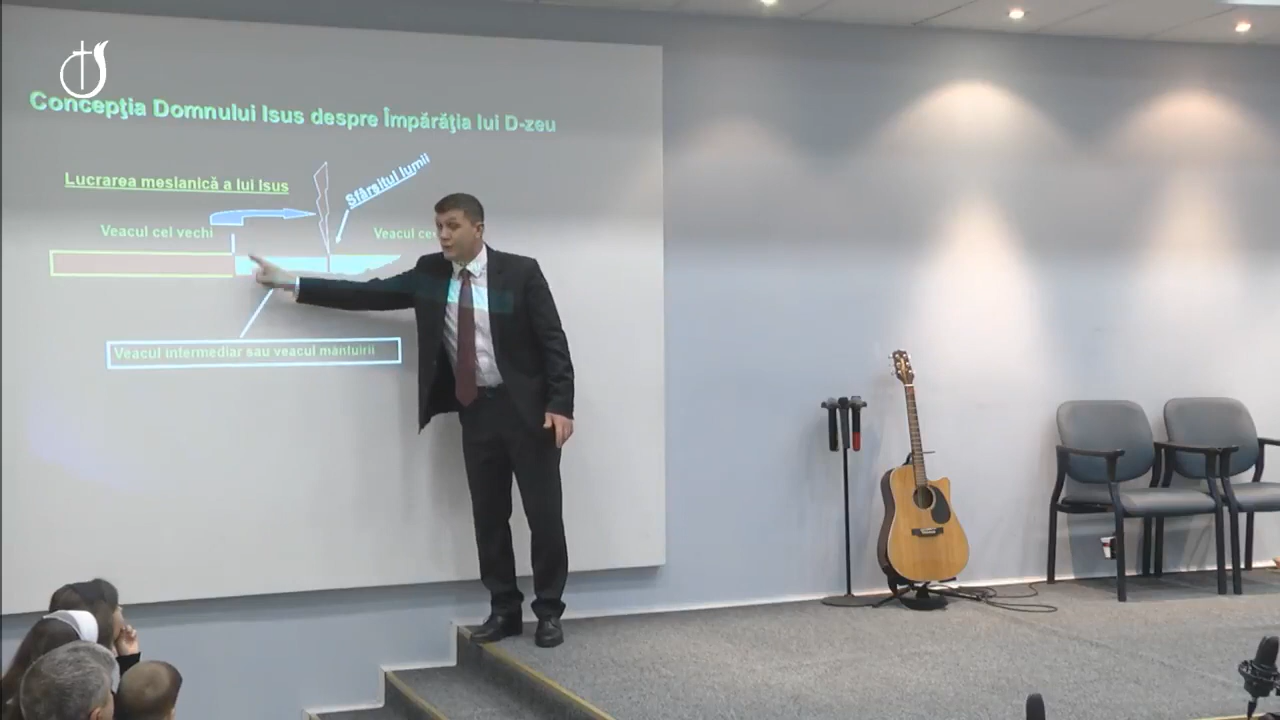 Concepţia Domnului Isus despre Împărăţia lui D-zeu
Lucrarea mesianică a lui Isus
Sfârşitul lumii
Veacul cel vechi
Veacul
Veacul intermediar sau veacul mântuirii